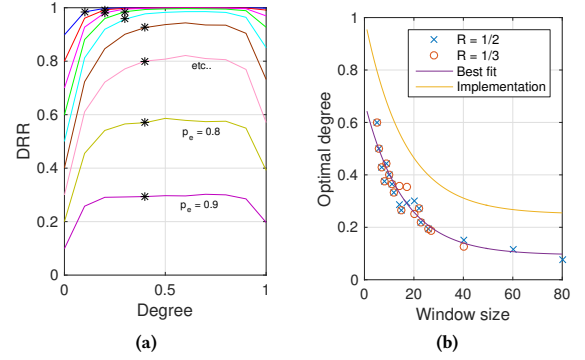 DRR
1
0.8
0.6
0.4
0.2
0
0
0.5
1
Degree
etc..
p_e = 0.8
p_e = 0.9
(a)
Optimal degree
1
0.8
0.6
0.4
0.2
0
0
20
40
60
80
Window size
R = 1/2
R = 1/3
Best fit
Implementation
(b)